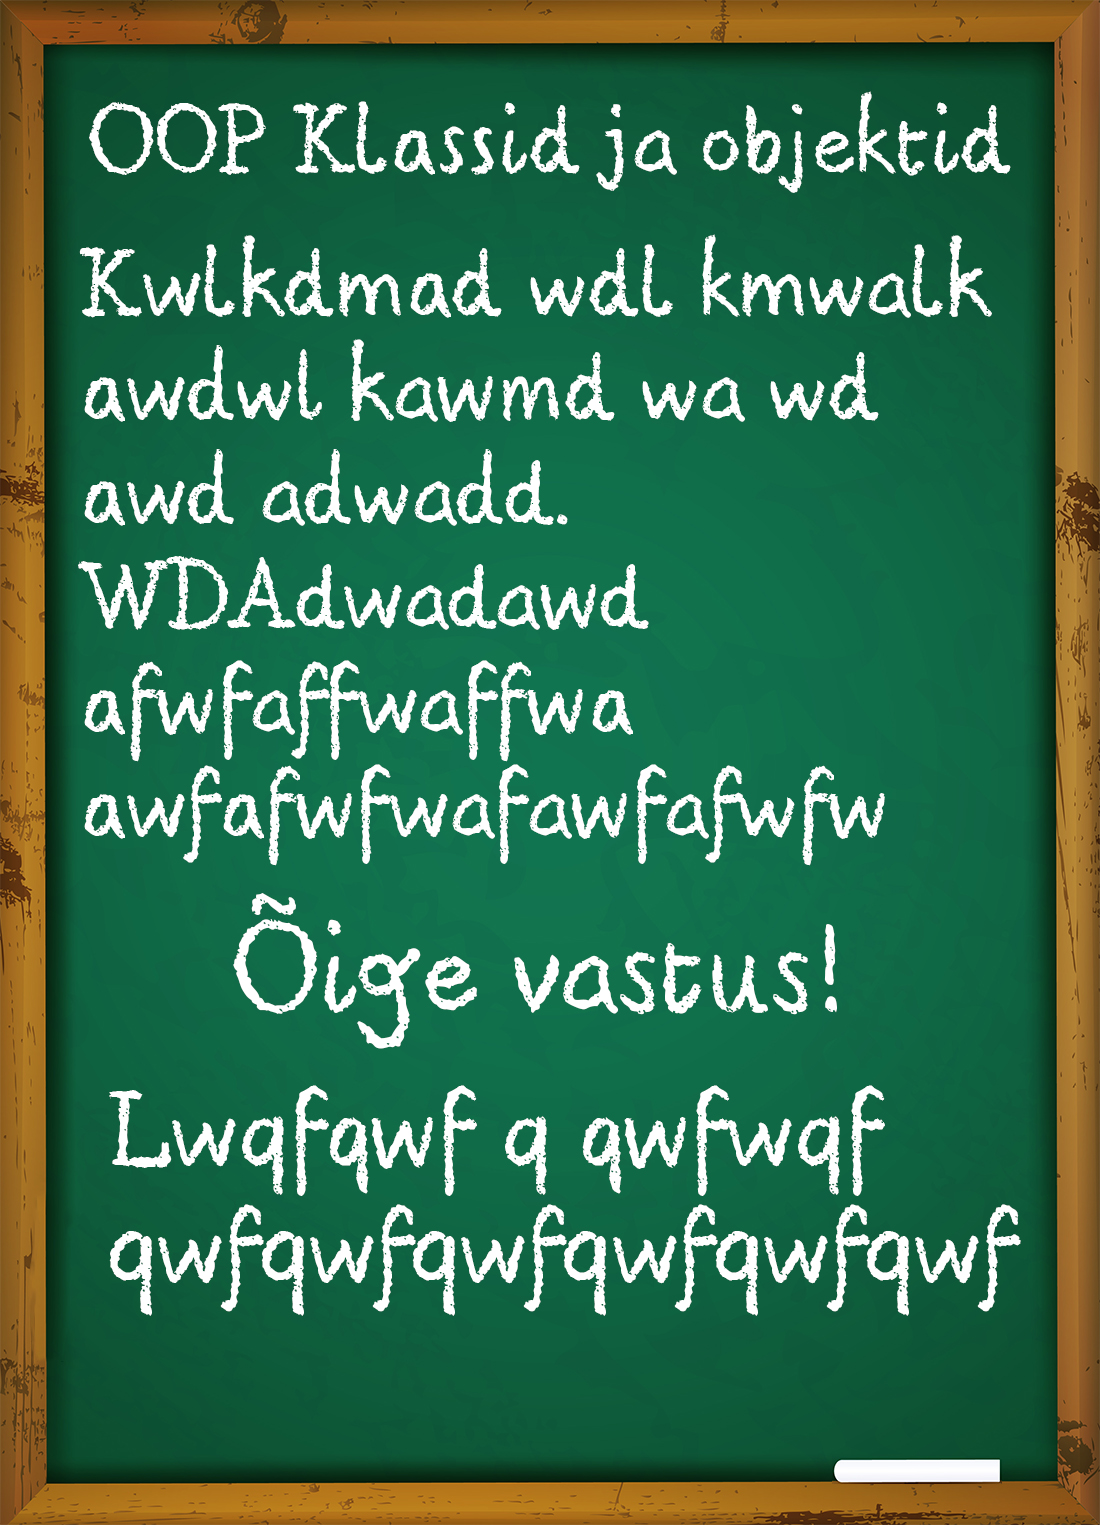 OOP Klassid ja objektid
Kwlkdmad wdl kmwalk
awdwl kawmd wa wd
awd adwadd.
WDAdwadawd
afwfaffwaffwa
awfafwfwafawfafwfw
Õige vastus!
Lwqfqwf q qwfwqf
qwfqwfqwfqwfqwfqwf